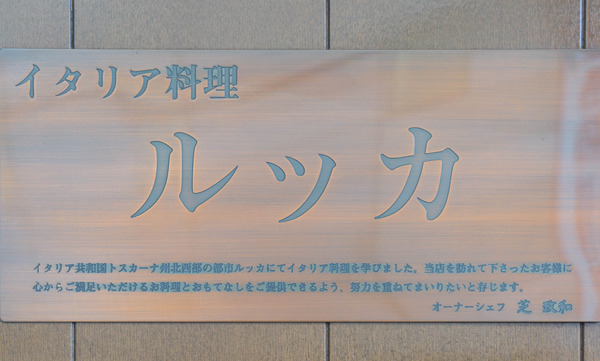 イタリア料理
ルッカ
イタリア共和国トスカーナ州北西部の都市ルッカにてイタリア料理を学びました。当店を訪れて下さったお客様に
心からご満足いただけるお料理とおもてなしをご提供できるよう、努力を重ねてまいりたいと存じます。
オーナーシェフ 芝 政和